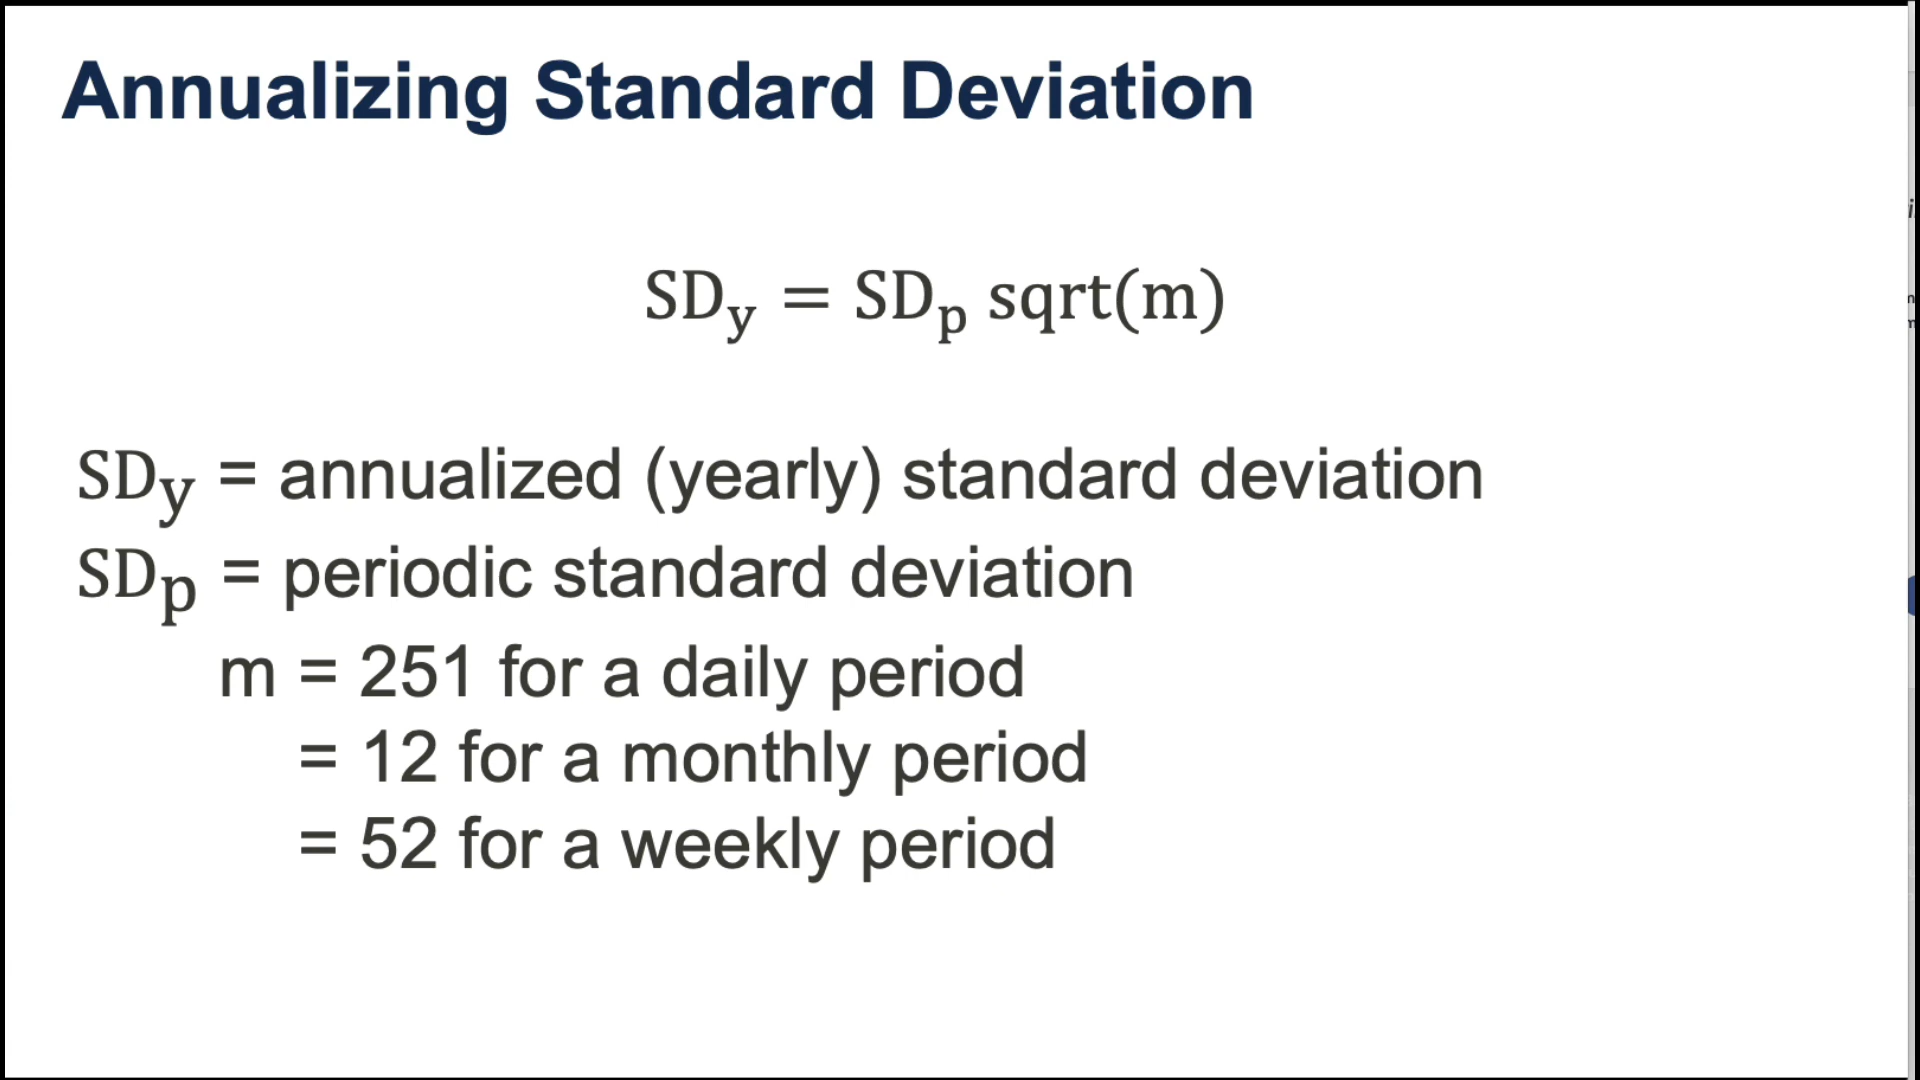 Annualizing Standard Deviation
SDy = SDp sqrt(m)
SDy = annualized (yearly) standard deviation
SDp = periodic standard deviation
m = 251 for a daily period
= 12 for a monthly period
= 52 for a weekly period